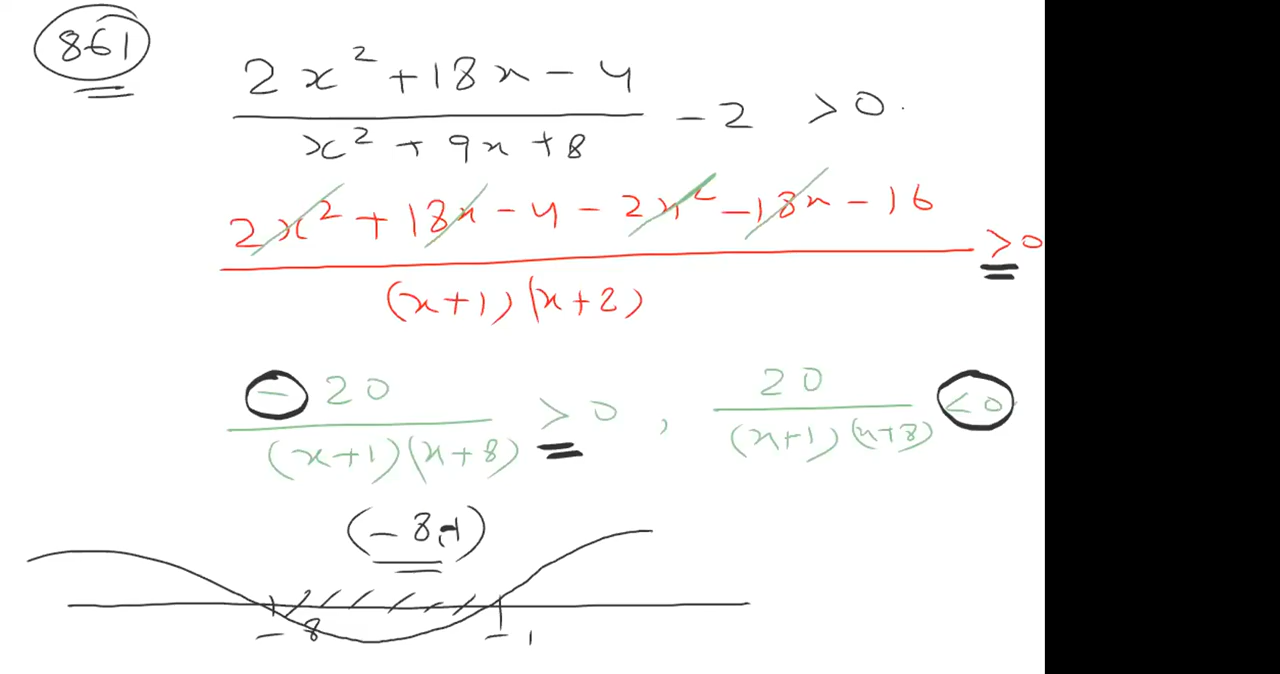 861
(2x² + 18x - 4)/(x² + 9x + 8) - 2 > 0.
(2x² + 18x - 4 - 2x² - 18x - 16)/((x+1)(x+2)) > 0
-20/((x+1)(x+8)) > 0 , 20/((x+1)(x+8)) < 0
(-8,-1)
-8 -1